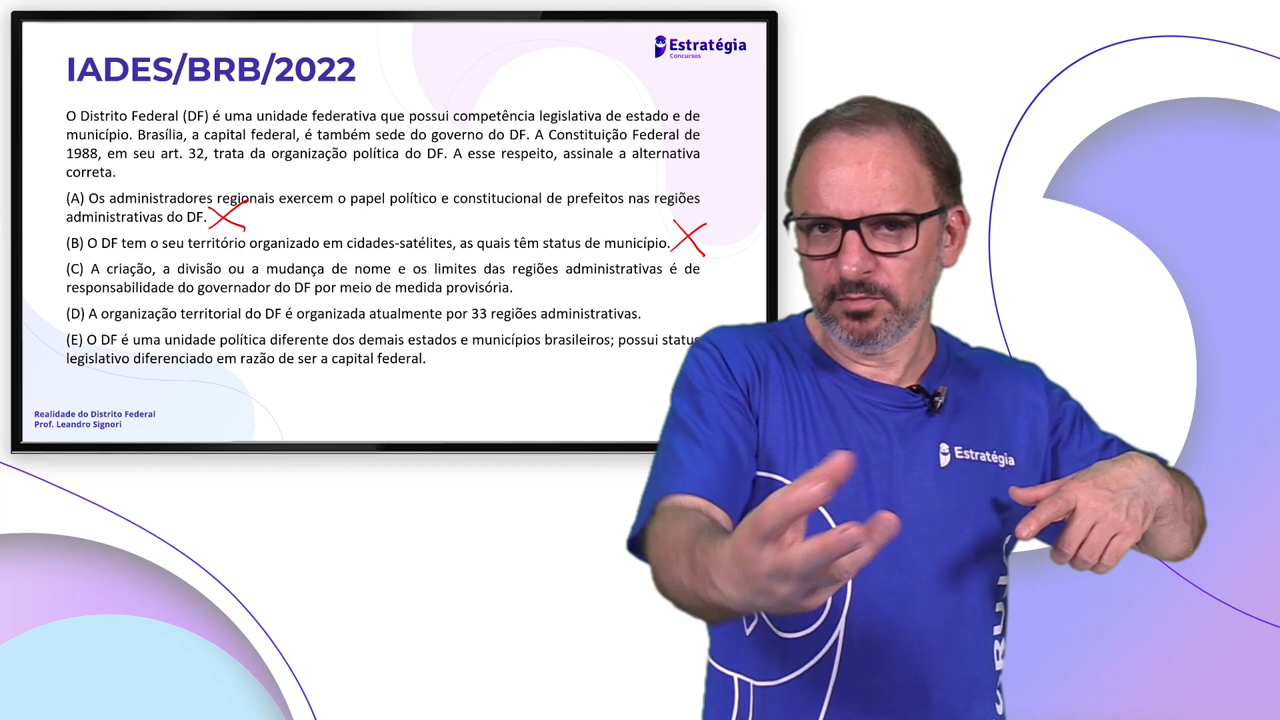 IADES/BRB/2022
Estratégia
Concursos
O Distrito Federal (DF) é uma unidade federativa que possui competência legislativa de estado e de
município. Brasília, a capital federal, é também sede do governo do DF. A Constituição Federal de
1988, em seu art. 32, trata da organização política do DF. A esse respeito, assinale a alternativa
correta.
(A) Os administradores regionais exercem o papel político e constitucional de prefeitos nas regiões
administrativas do DF.
(B) O DF tem o seu território organizado em cidades-satélites, as quais têm status de município.
(C) A criação, a divisão ou a mudança de nome e os limites das regiões administrativas é de
responsabilidade do governador do DF por meio de medida provisória.
(D) A organização territorial do DF é organizada atualmente por 33 regiões administrativas.
(E) O DF é uma unidade política diferente dos demais estados e municípios brasileiros; possui status
legislativo diferenciado em razão de ser a capital federal.
Realidade do Distrito Federal
Prof. Leandro Signori
Estratégia